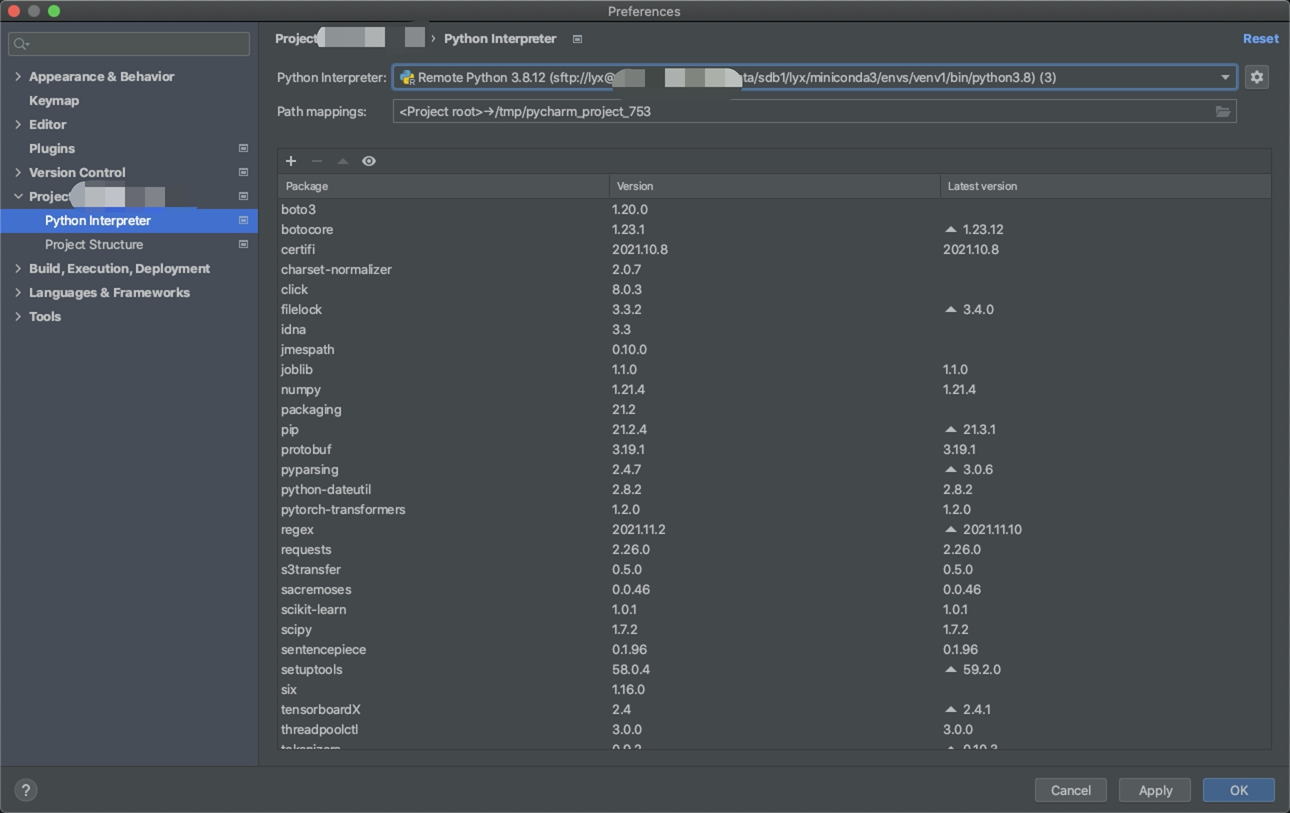 Preferences
Project › Python Interpreter
Reset
Appearance & Behavior
Keymap
Editor
Plugins
Version Control
Project
Python Interpreter
Project Structure
Build, Execution, Deployment
Languages & Frameworks
Tools
Python Interpreter: Remote Python 3.8.12 (sftp://lyx@ ta/sdb1/lyx/miniconda3/envs/venv1/bin/python3.8) (3)
Path mappings: <Project root>→/tmp/pycharm_project_753
Package Version Latest version
boto3 1.20.0
botocore 1.23.1 1.23.12
certifi 2021.10.8 2021.10.8
charset-normalizer 2.0.7
click 8.0.3
filelock 3.3.2 3.4.0
idna 3.3
jmespath 0.10.0
joblib 1.1.0 1.1.0
numpy 1.21.4 1.21.4
packaging 21.2
pip 21.2.4 21.3.1
protobuf 3.19.1 3.19.1
pyparsing 2.4.7 3.0.6
python-dateutil 2.8.2 2.8.2
pytorch-transformers 1.2.0 1.2.0
regex 2021.11.2 2021.11.10
requests 2.26.0 2.26.0
s3transfer 0.5.0 0.5.0
sacremoses 0.0.46 0.0.46
scikit-learn 1.0.1 1.0.1
scipy 1.7.2 1.7.2
sentencepiece 0.1.96 0.1.96
setuptools 58.0.4 59.2.0
six 1.16.0
tensorboardX 2.4 2.4.1
threadpoolctl 3.0.0 3.0.0
? Cancel Apply OK